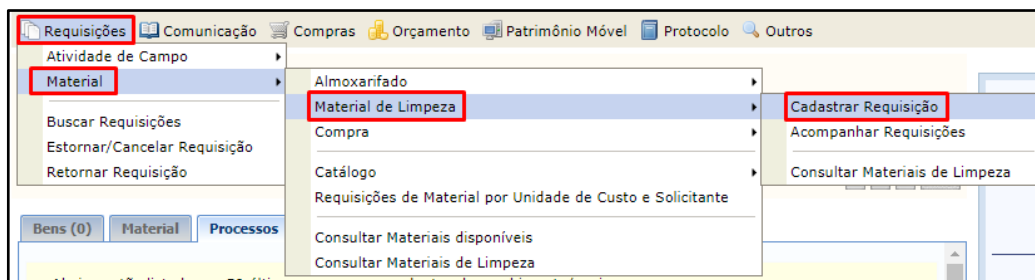 Requisições Comunicação Compras Orçamento Patrimônio Móvel Protocolo Outros
Atividade de Campo
Material
Buscar Requisições
Estornar/Cancelar Requisição
Retornar Requisição
Almoxarifado
Material de Limpeza
Compra
Catálogo
Requisições de Material por Unidade de Custo e Solicitante
Consultar Materiais disponíveis
Consultar Materiais de Limpeza
Cadastrar Requisição
Acompanhar Requisições
Consultar Materiais de Limpeza
Bens (0) Material Processos